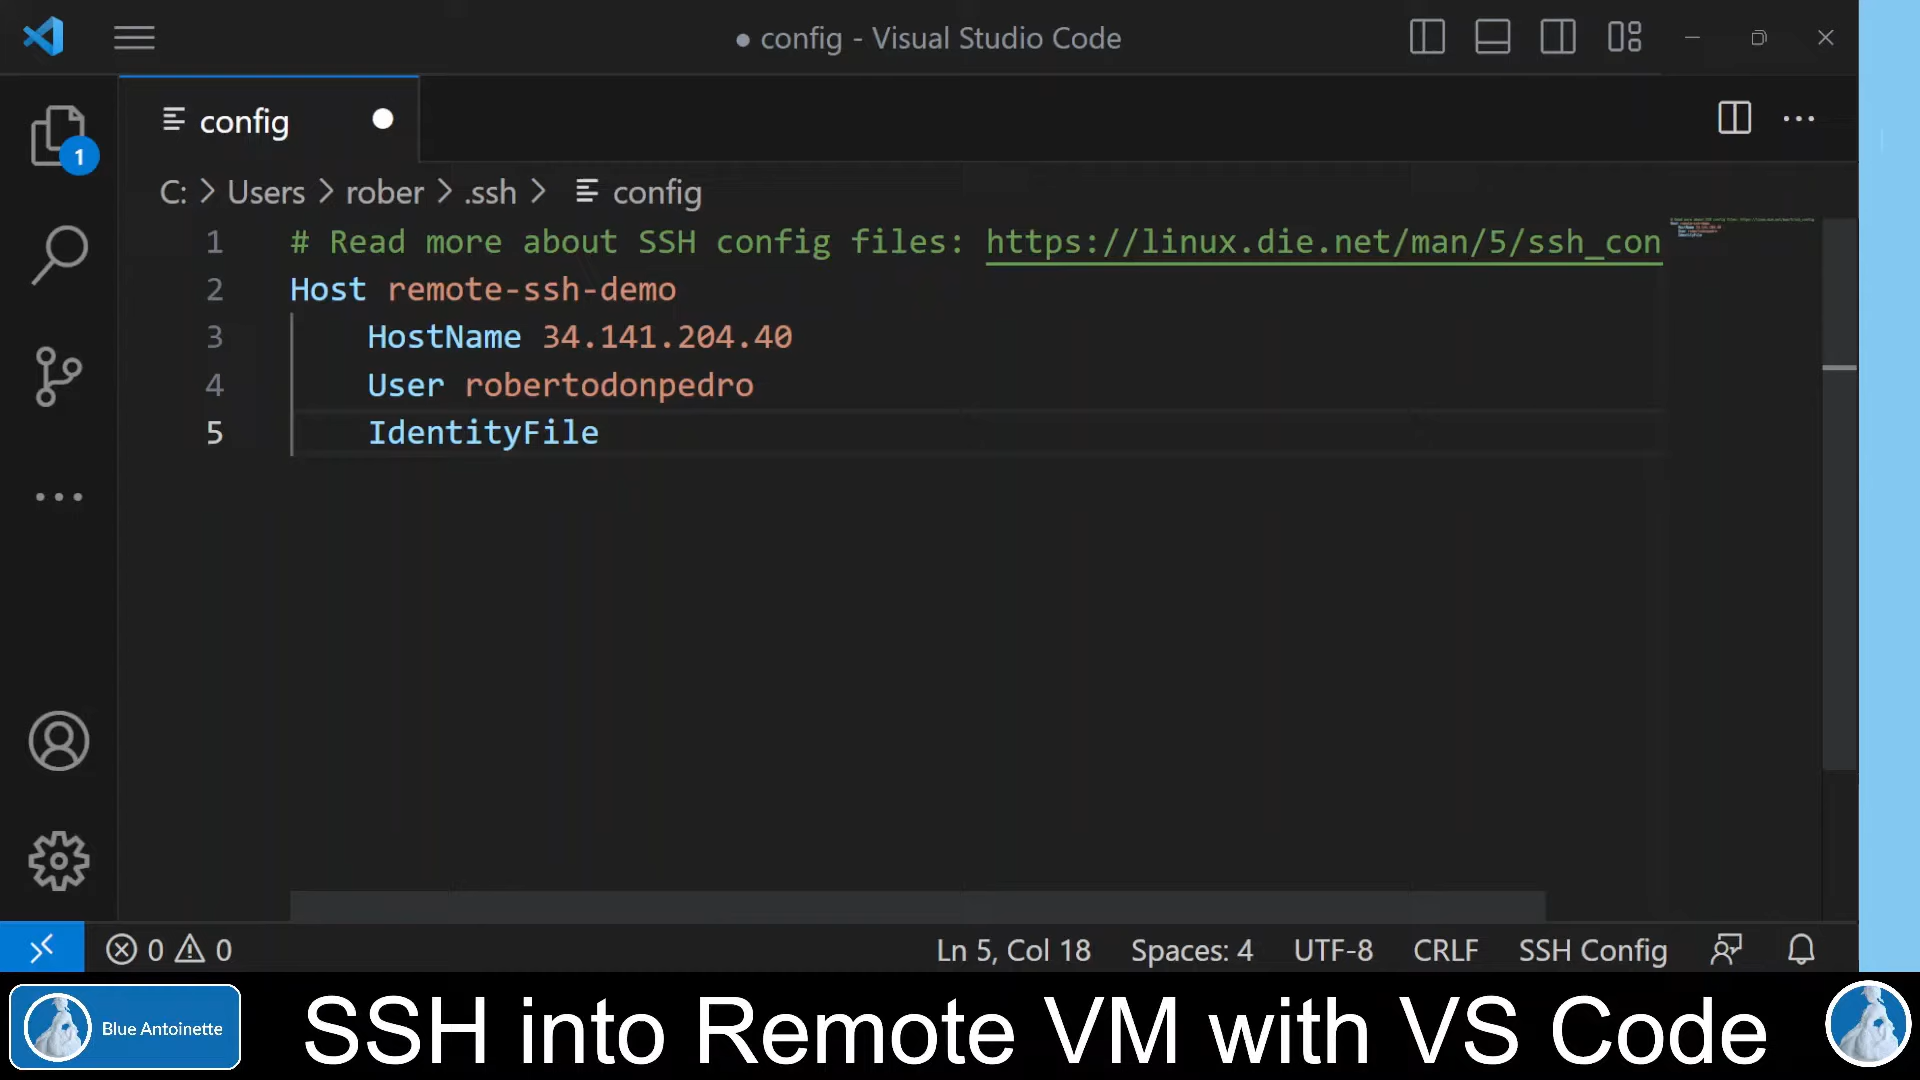 ● config - Visual Studio Code
config
1
C: > Users > rober > .ssh > config
1 # Read more about SSH config files: https://linux.die.net/man/5/ssh_con
2 Host remote-ssh-demo
3 HostName 34.141.204.40
4 User robertodonpedro
5 IdentityFile
0 0 Ln 5, Col 18 Spaces: 4 UTF-8 CRLF SSH Config
Blue Antoinette
SSH into Remote VM with VS Code